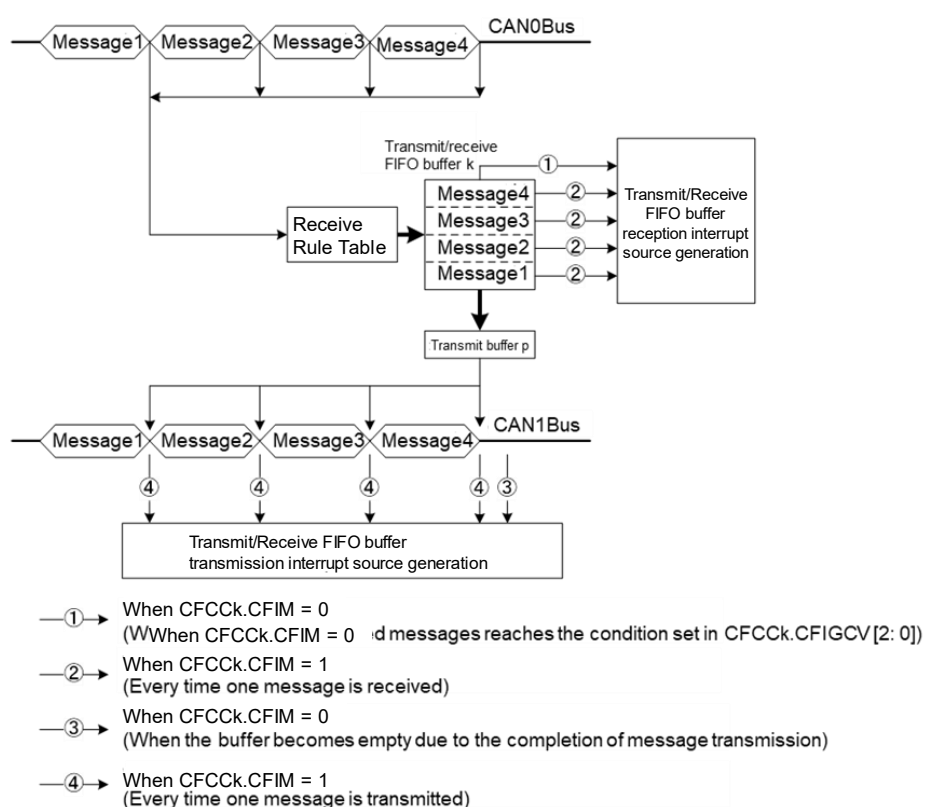 CAN0Bus
Message1 Message2 Message3 Message4
Transmit/receive
FIFO buffer k
①
Message4 ②
Message3 ②
Message2 ②
Message1 ②
Receive
Rule Table
Transmit/Receive
FIFO buffer
reception interrupt
source generation
Transmit buffer p
CAN1Bus
Message1 Message2 Message3 Message4
④ ④ ④ ④ ③
Transmit/Receive FIFO buffer
transmission interrupt source generation
① When CFCCk.CFIM = 0
(W When CFCCk.CFIM = 0 d messages reaches the condition set in CFCCk.CFIGCV[2: 0])
② When CFCCk.CFIM = 1
(Every time one message is received)
③ When CFCCk.CFIM = 0
(When the buffer becomes empty due to the completion of message transmission)
④ When CFCCk.CFIM = 1
(Every time one message is transmitted)